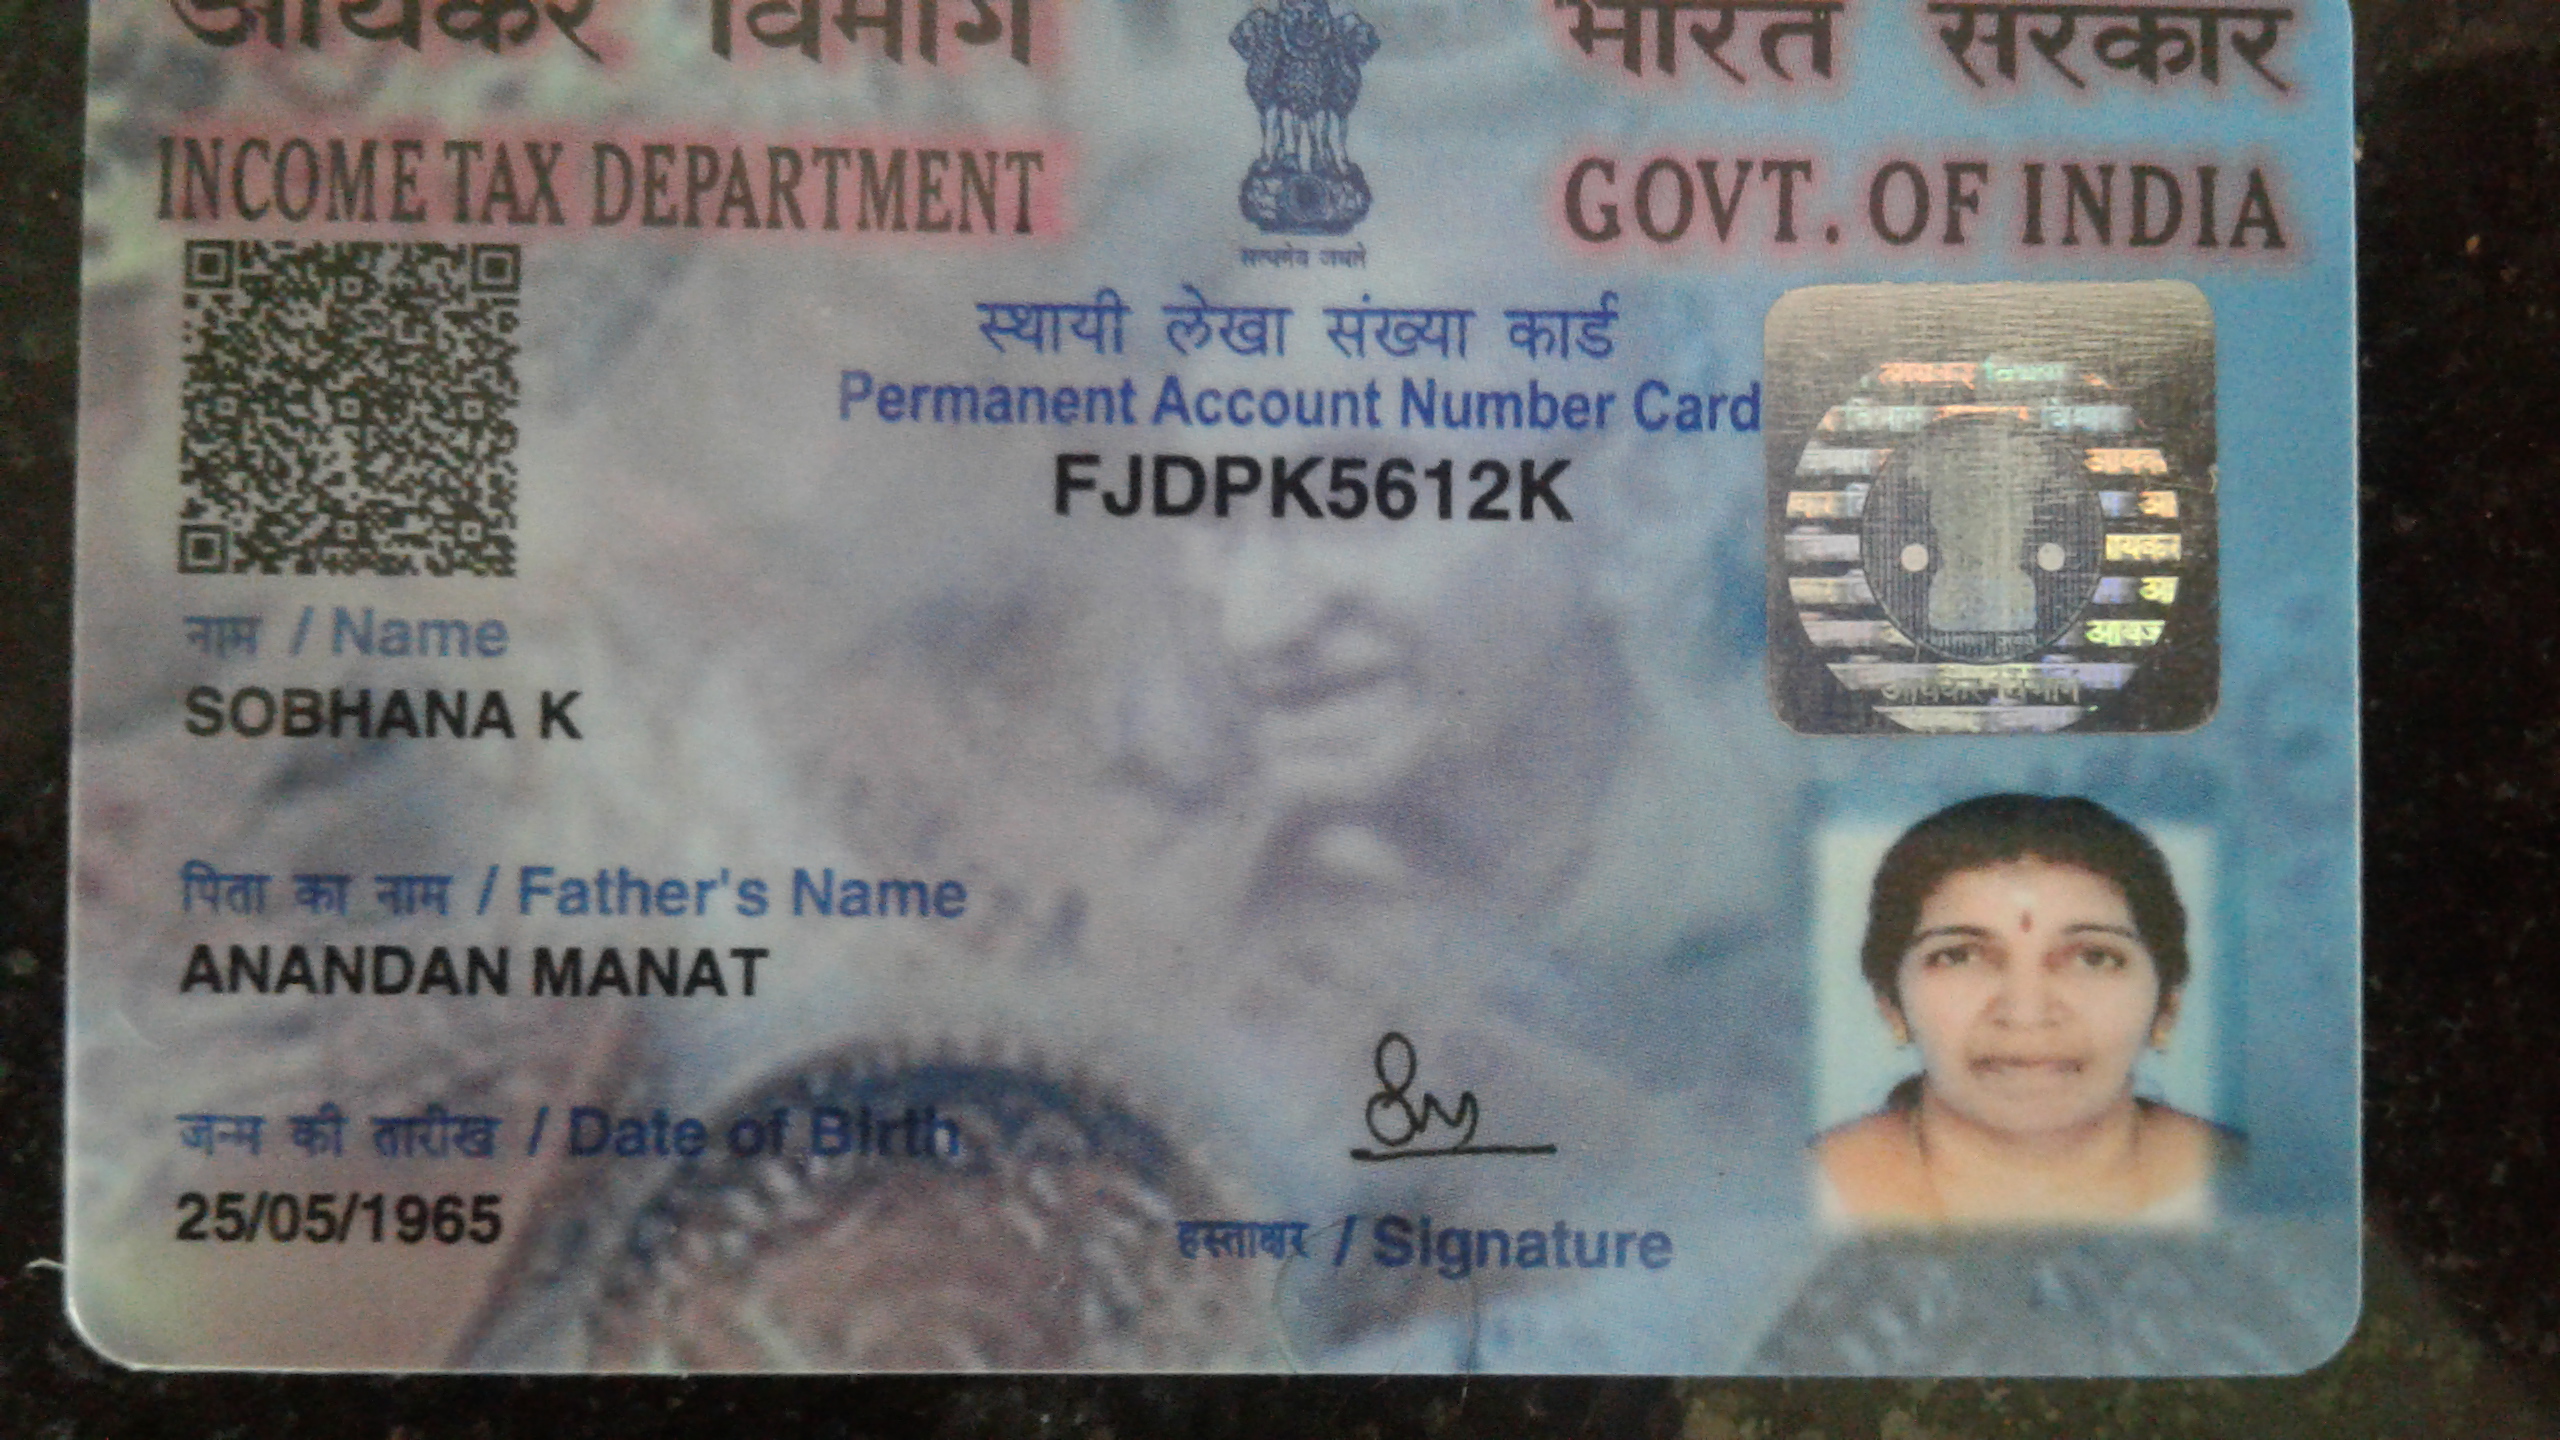 आयकर विभाग
INCOME TAX DEPARTMENT
भारत सरकार
GOVT. OF INDIA
सत्यमेव जयते
स्थायी लेखा संख्या कार्ड
Permanent Account Number Card
FJDPK5612K
नाम / Name
SOBHANA K
पिता का नाम / Father's Name
ANANDAN MANAT
जन्म की तारीख / Date of Birth
25/05/1965
हस्ताक्षर / Signature